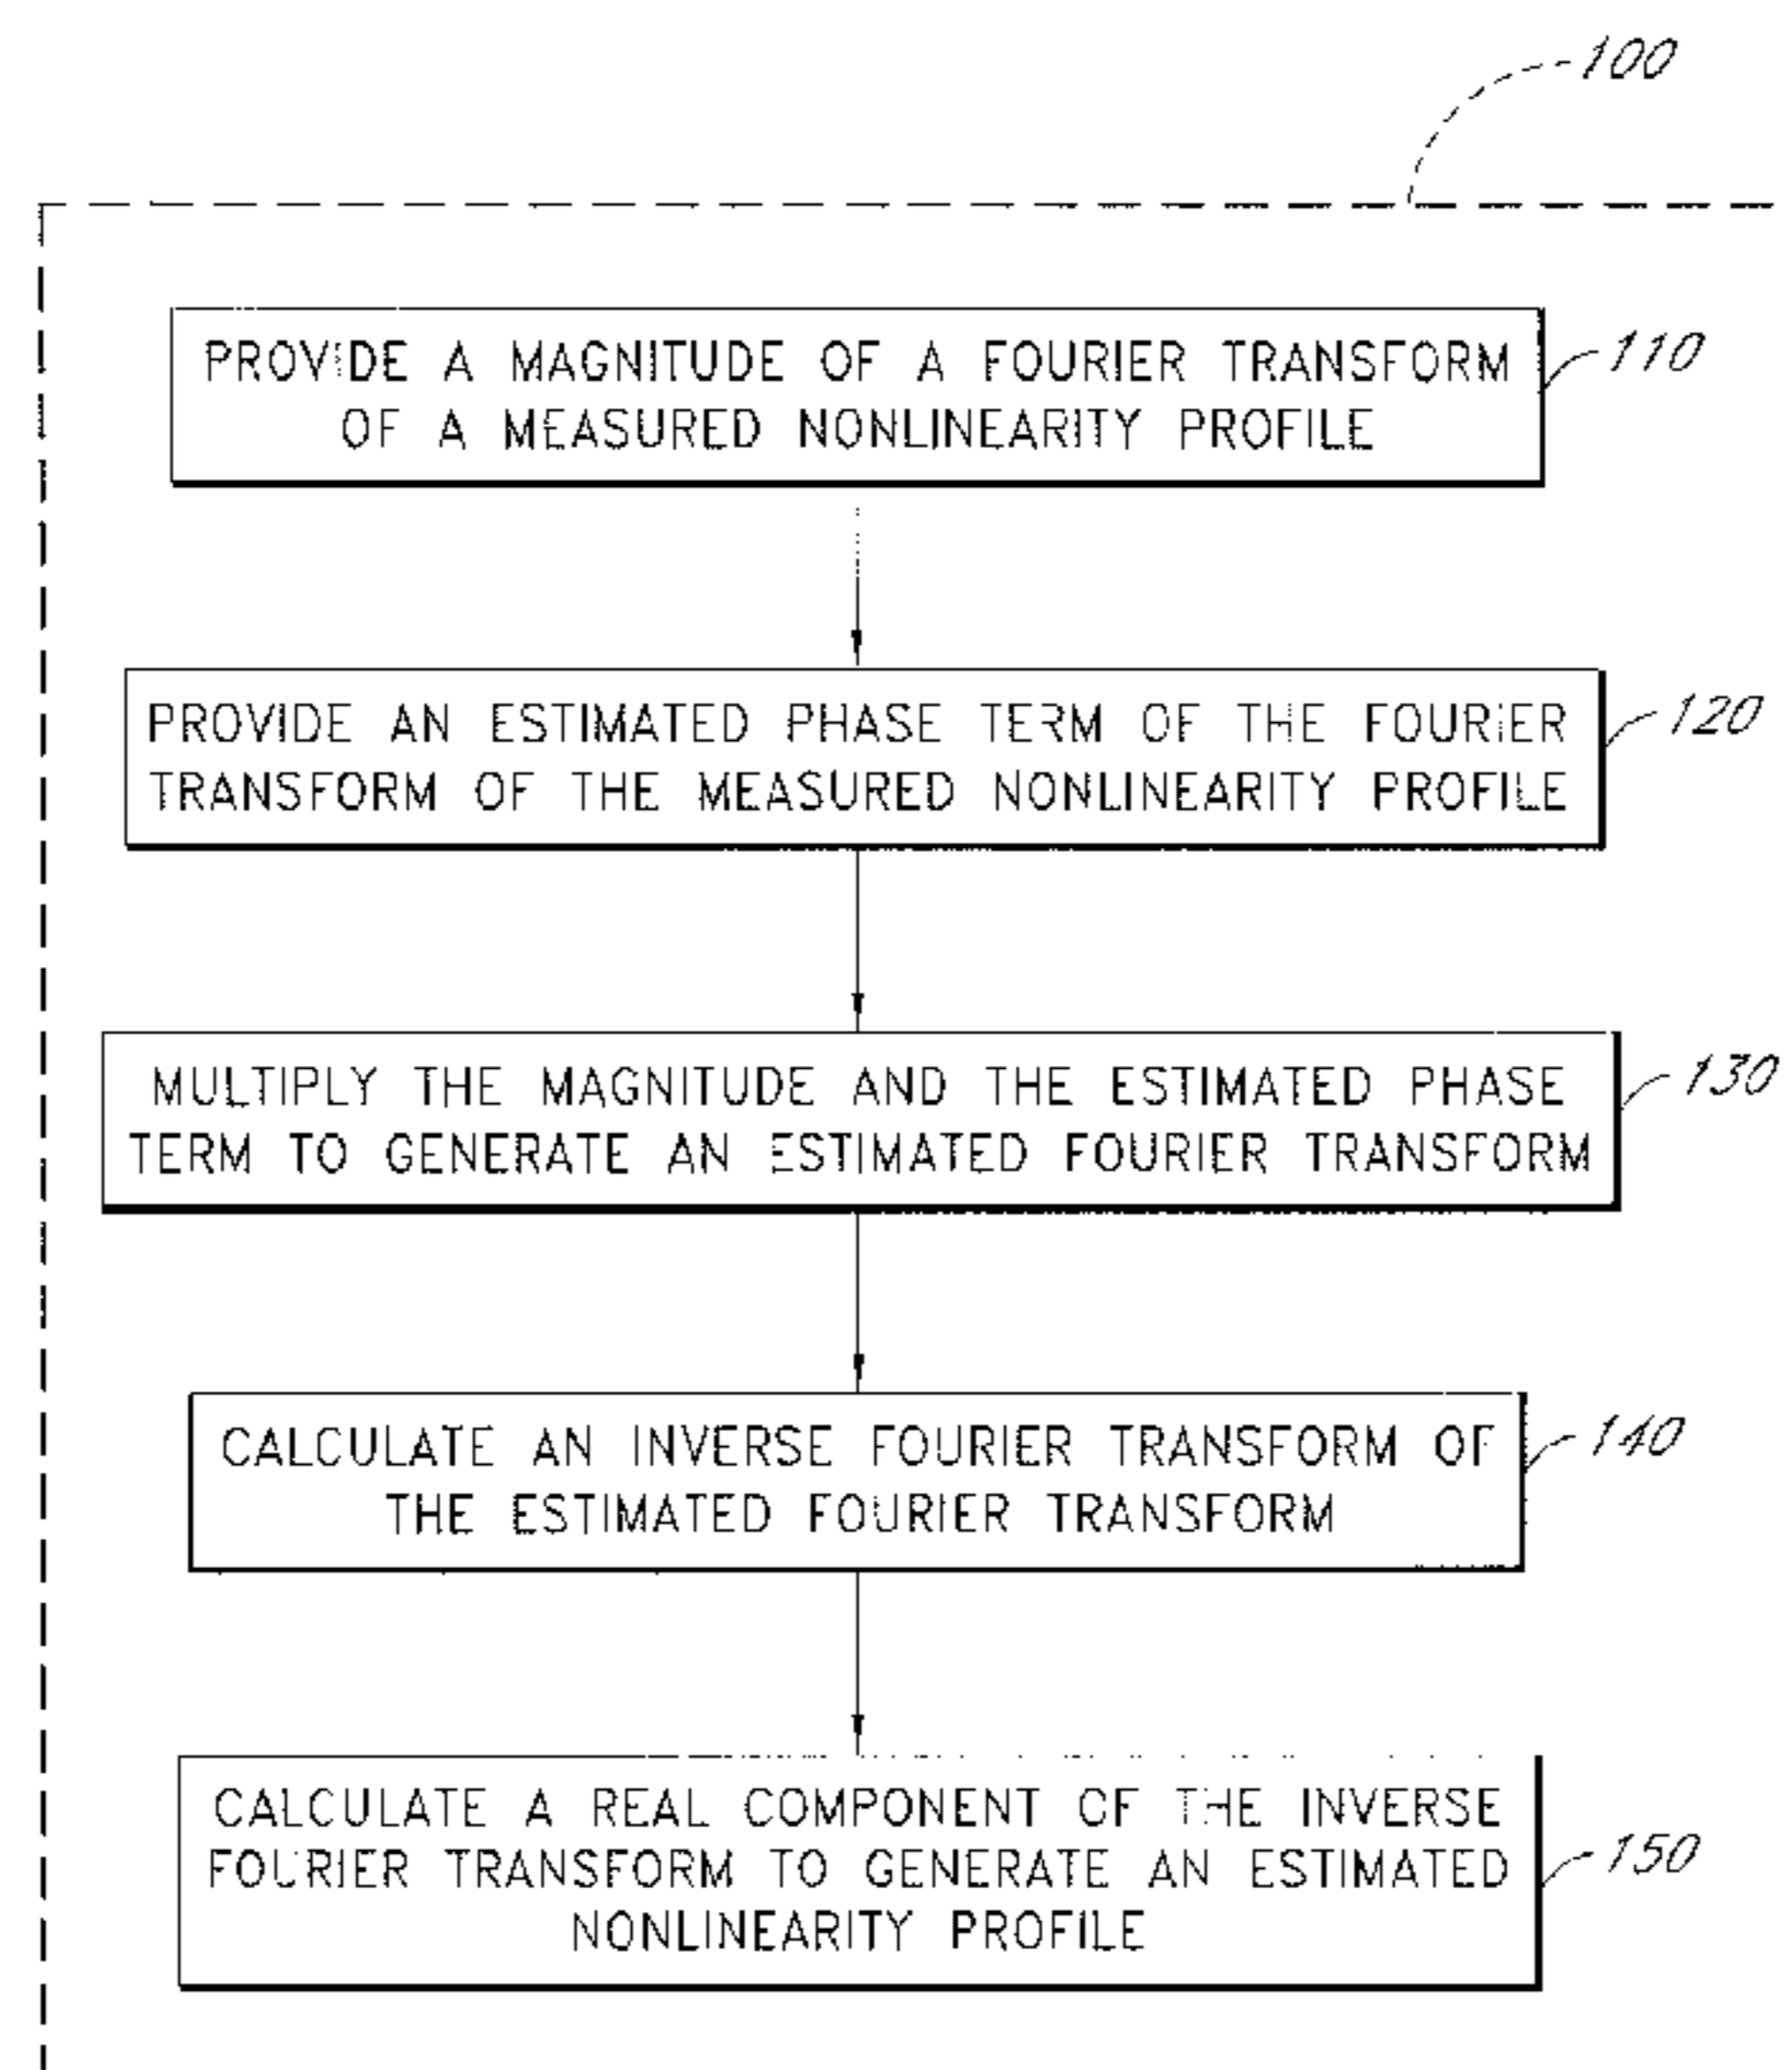 100
PROVIDE A MAGNITUDE OF A FOURIER TRANSFORM
OF A MEASURED NONLINEARITY PROFILE
110
PROVIDE AN ESTIMATED PHASE TERM OF THE FOURIER
TRANSFORM OF THE MEASURED NONLINEARITY PROFILE
120
MULTIPLY THE MAGNITUDE AND THE ESTIMATED PHASE
TERM TO GENERATE AN ESTIMATED FOURIER TRANSFORM
130
CALCULATE AN INVERSE FOURIER TRANSFORM OF
THE ESTIMATED FOURIER TRANSFORM
140
CALCULATE A REAL COMPONENT OF THE INVERSE
FOURIER TRANSFORM TO GENERATE AN ESTIMATED
NONLINEARITY PROFILE
150